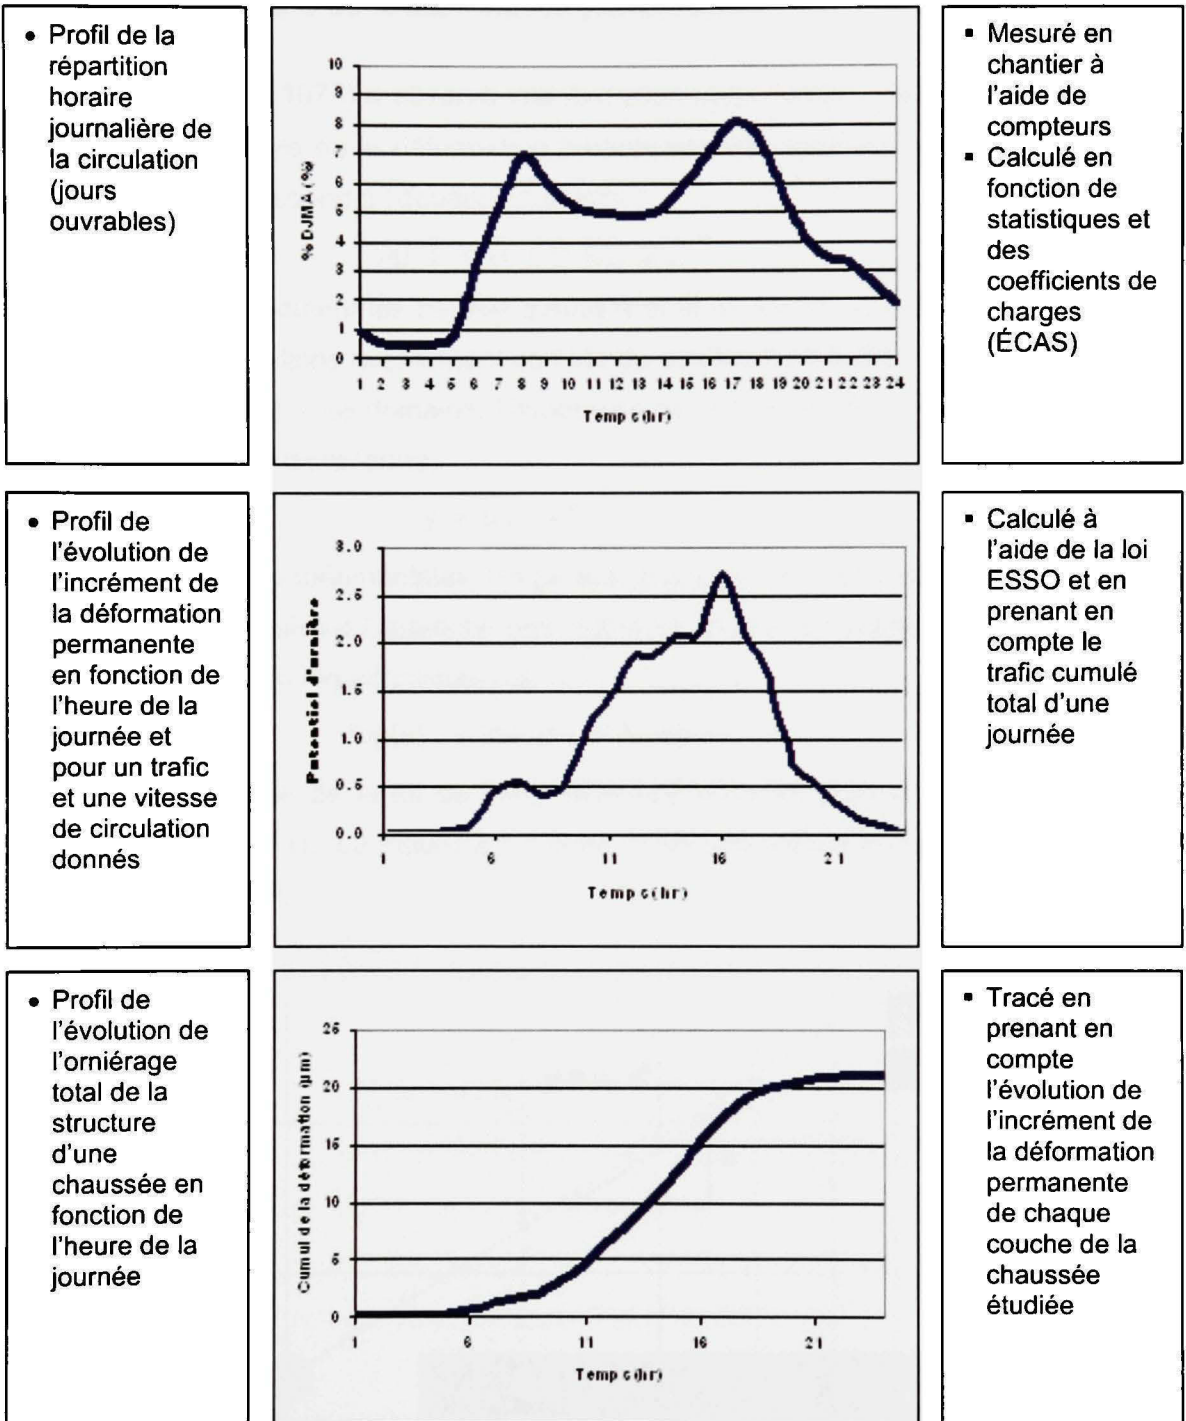 • Profil de la
répartition
horaire
journalière de
la circulation
(jours
ouvrables)
10
9
8
7
6
5
4
3
2
1
0
% DJMA (%
1 2 3 4 5 6 7 8 9 10 11 12 13 14 15 16 17 18 19 20 21 22 23 24
Temps (hr)
▪ Mesuré en
chantier à
l'aide de
compteurs
▪ Calculé en
fonction de
statistiques et
des
coefficients de
charges
(ÉCAS)
• Profil de
l'évolution de
l'incrément de
la déformation
permanente
en fonction de
l'heure de la
journée et
pour un trafic
et une vitesse
de circulation
donnés
3.0
2.5
2.0
1.5
1.0
0.5
0.0
Potentiel d'ornière
1 6 11 16 21
Temps (hr)
▪ Calculé à
l'aide de la loi
ESSO et en
prenant en
compte le
trafic cumulé
total d'une
journée
• Profil de
l'évolution de
l'orniérage
total de la
structure
d'une
chaussée en
fonction de
l'heure de la
journée
25
20
15
10
5
0
Cumul de la déformation (µm)
1 6 11 16 21
Temps (hr)
▪ Tracé en
prenant en
compte
l'évolution de
l'incrément de
la déformation
permanente
de chaque
couche de la
chaussée
étudiée